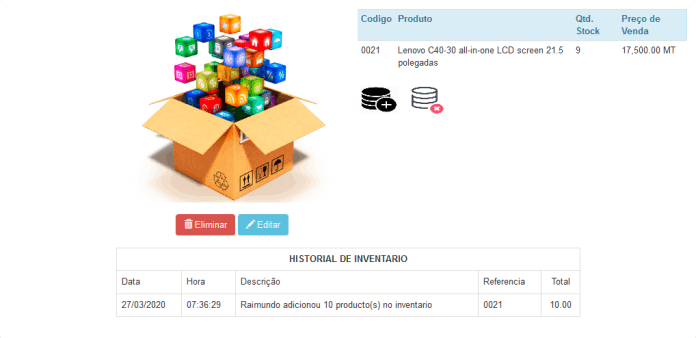 Codigo Produto Qtd. Stock Preço de Venda
0021 Lenovo C40-30 all-in-one LCD screen 21.5 polegadas 9 17,500.00 MT
Eliminar Editar
HISTORIAL DE INVENTARIO
Data Hora Descrição Referencia Total
27/03/2020 07:36:29 Raimundo adicionou 10 producto(s) no inventario 0021 10.00